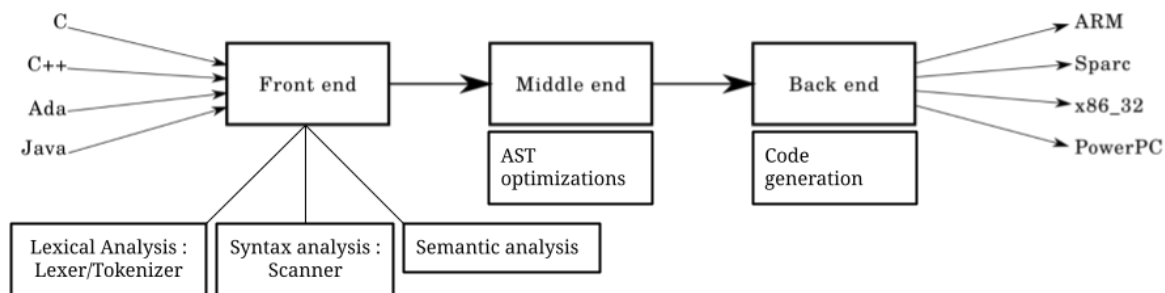 C
C++
Ada
Java
Front end
Middle end
Back end
ARM
Sparc
x86_32
PowerPC
AST
optimizations
Code
generation
Lexical Analysis :
Lexer/Tokenizer
Syntax analysis :
Scanner
Semantic analysis